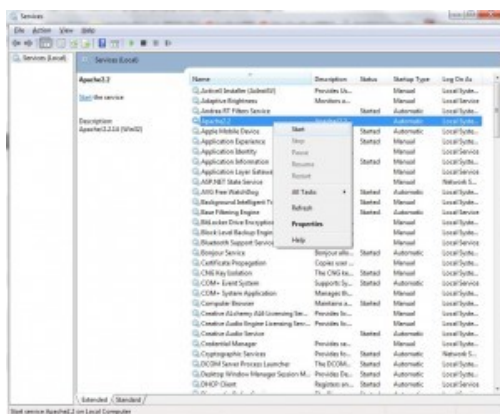 Services
File Action View Help
Services (Local)
Services (Local)
Apache2.2
Start the service
Description:
Apache/2.2.14 (Win32)
Name Description Status Startup Type Log On As
ActiveX Installer (AxInstSV) Provides Us... Manual Local Syste...
Adaptive Brightness Monitors a... Manual Local Service
Andrea RT Filters Service Started Automatic Local Syste...
Apache2.2 Automatic Local Syste...
Apple Mobile Device Started Automatic Local Syste...
Application Experience Started Manual Local Syste...
Application Identity Manual Local Service
Application Information Started Manual Local Syste...
Application Layer Gatewa Manual Local Service
ASP.NET State Service Manual Network S...
AVG Free WatchDog Started Automatic Local Syste...
Background Intelligent Tr Started Local Syste...
Base Filtering Engine Started Automatic Local Service
BitLocker Drive Encryption Manual Local Syste...
Block Level Backup Engin Manual Local Syste...
Bluetooth Support Service Manual Local Service
Bonjour Service Bonjour allo... Started Automatic Local Syste...
Certificate Propagation Copies user ... Manual Local Syste...
CNG Key Isolation The CNG ke... Started Manual Local Syste...
COM+ Event System Supports Sy... Started Automatic Local Service
COM+ System Application Manages th... Manual Local Syste...
Computer Browser Maintains a... Started Manual Local Syste...
Creative ALchemy AL6 Licensing Ser... Provides lic... Manual Local Syste...
Creative Audio Engine Licensing Serv... Provides lic... Manual Local Syste...
Creative Audio Service Started Automatic Local Syste...
Credential Manager Provides se... Manual Local Syste...
Cryptographic Services Provides fo... Started Automatic Network S...
DCOM Server Process Launcher The DCOM... Started Automatic Local Syste...
Desktop Window Manager Session M... Provides De... Started Automatic Local Syste...
DHCP Client Registers an... Started Automatic Local Service
Start
Stop
Pause
Resume
Restart
All Tasks
Refresh
Properties
Help
Extended Standard
Start service Apache2.2 on Local Computer